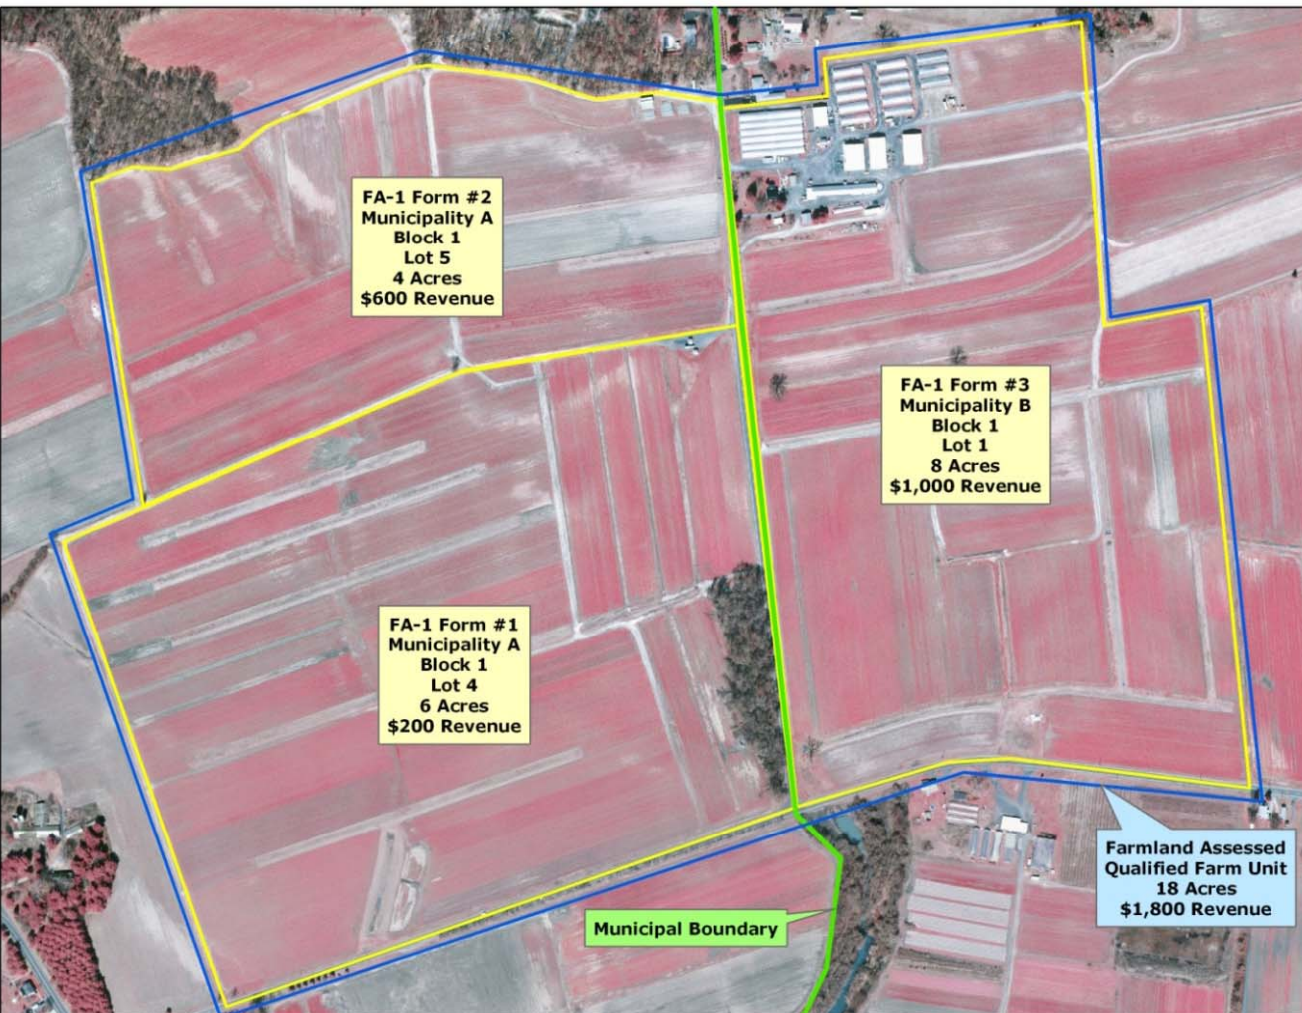 FA-1 Form #2
Municipality A
Block 1
Lot 5
4 Acres
$600 Revenue
FA-1 Form #3
Municipality B
Block 1
Lot 1
8 Acres
$1,000 Revenue
FA-1 Form #1
Municipality A
Block 1
Lot 4
6 Acres
$200 Revenue
Farmland Assessed
Qualified Farm Unit
18 Acres
$1,800 Revenue
Municipal Boundary